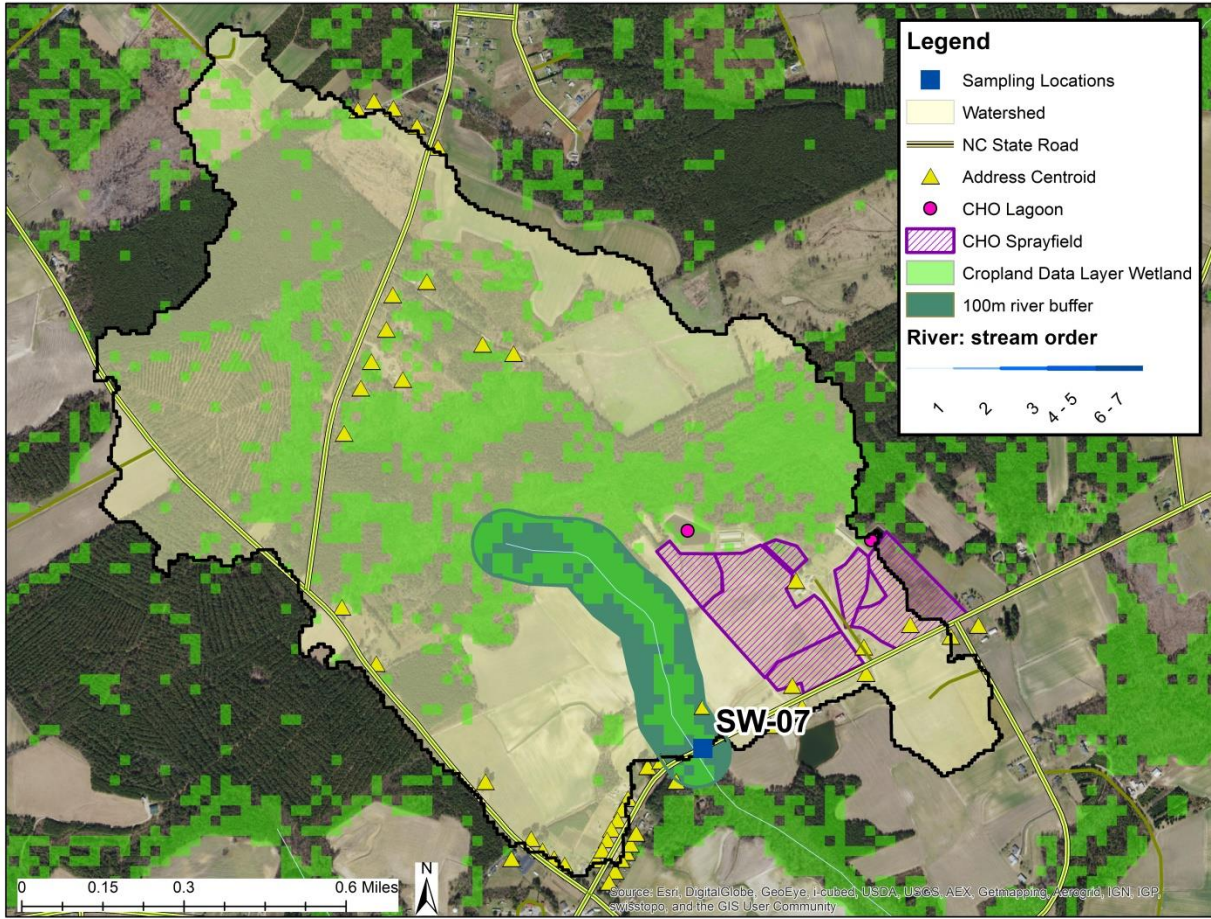 Legend
Sampling Locations
Watershed
NC State Road
Address Centroid
CHO Lagoon
CHO Sprayfield
Cropland Data Layer Wetland
100m river buffer
River: stream order
1 2 3 4 - 5 6 - 7
SW-07
N
0 0.15 0.3 0.6 Miles
Source: Esri, DigitalGlobe, GeoEye, i-cubed, USDA, USGS, AEX, Getmapping, Aerogrid, IGN, IGP,
swisstopo, and the GIS User Community